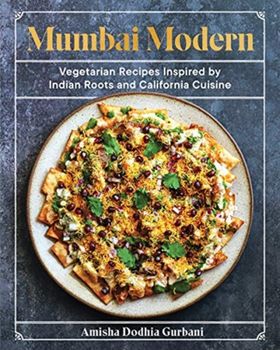 Mumbai Modern
Vegetarian Recipes Inspired by
Indian Roots and California Cuisine
Amisha Dodhia Gurbani